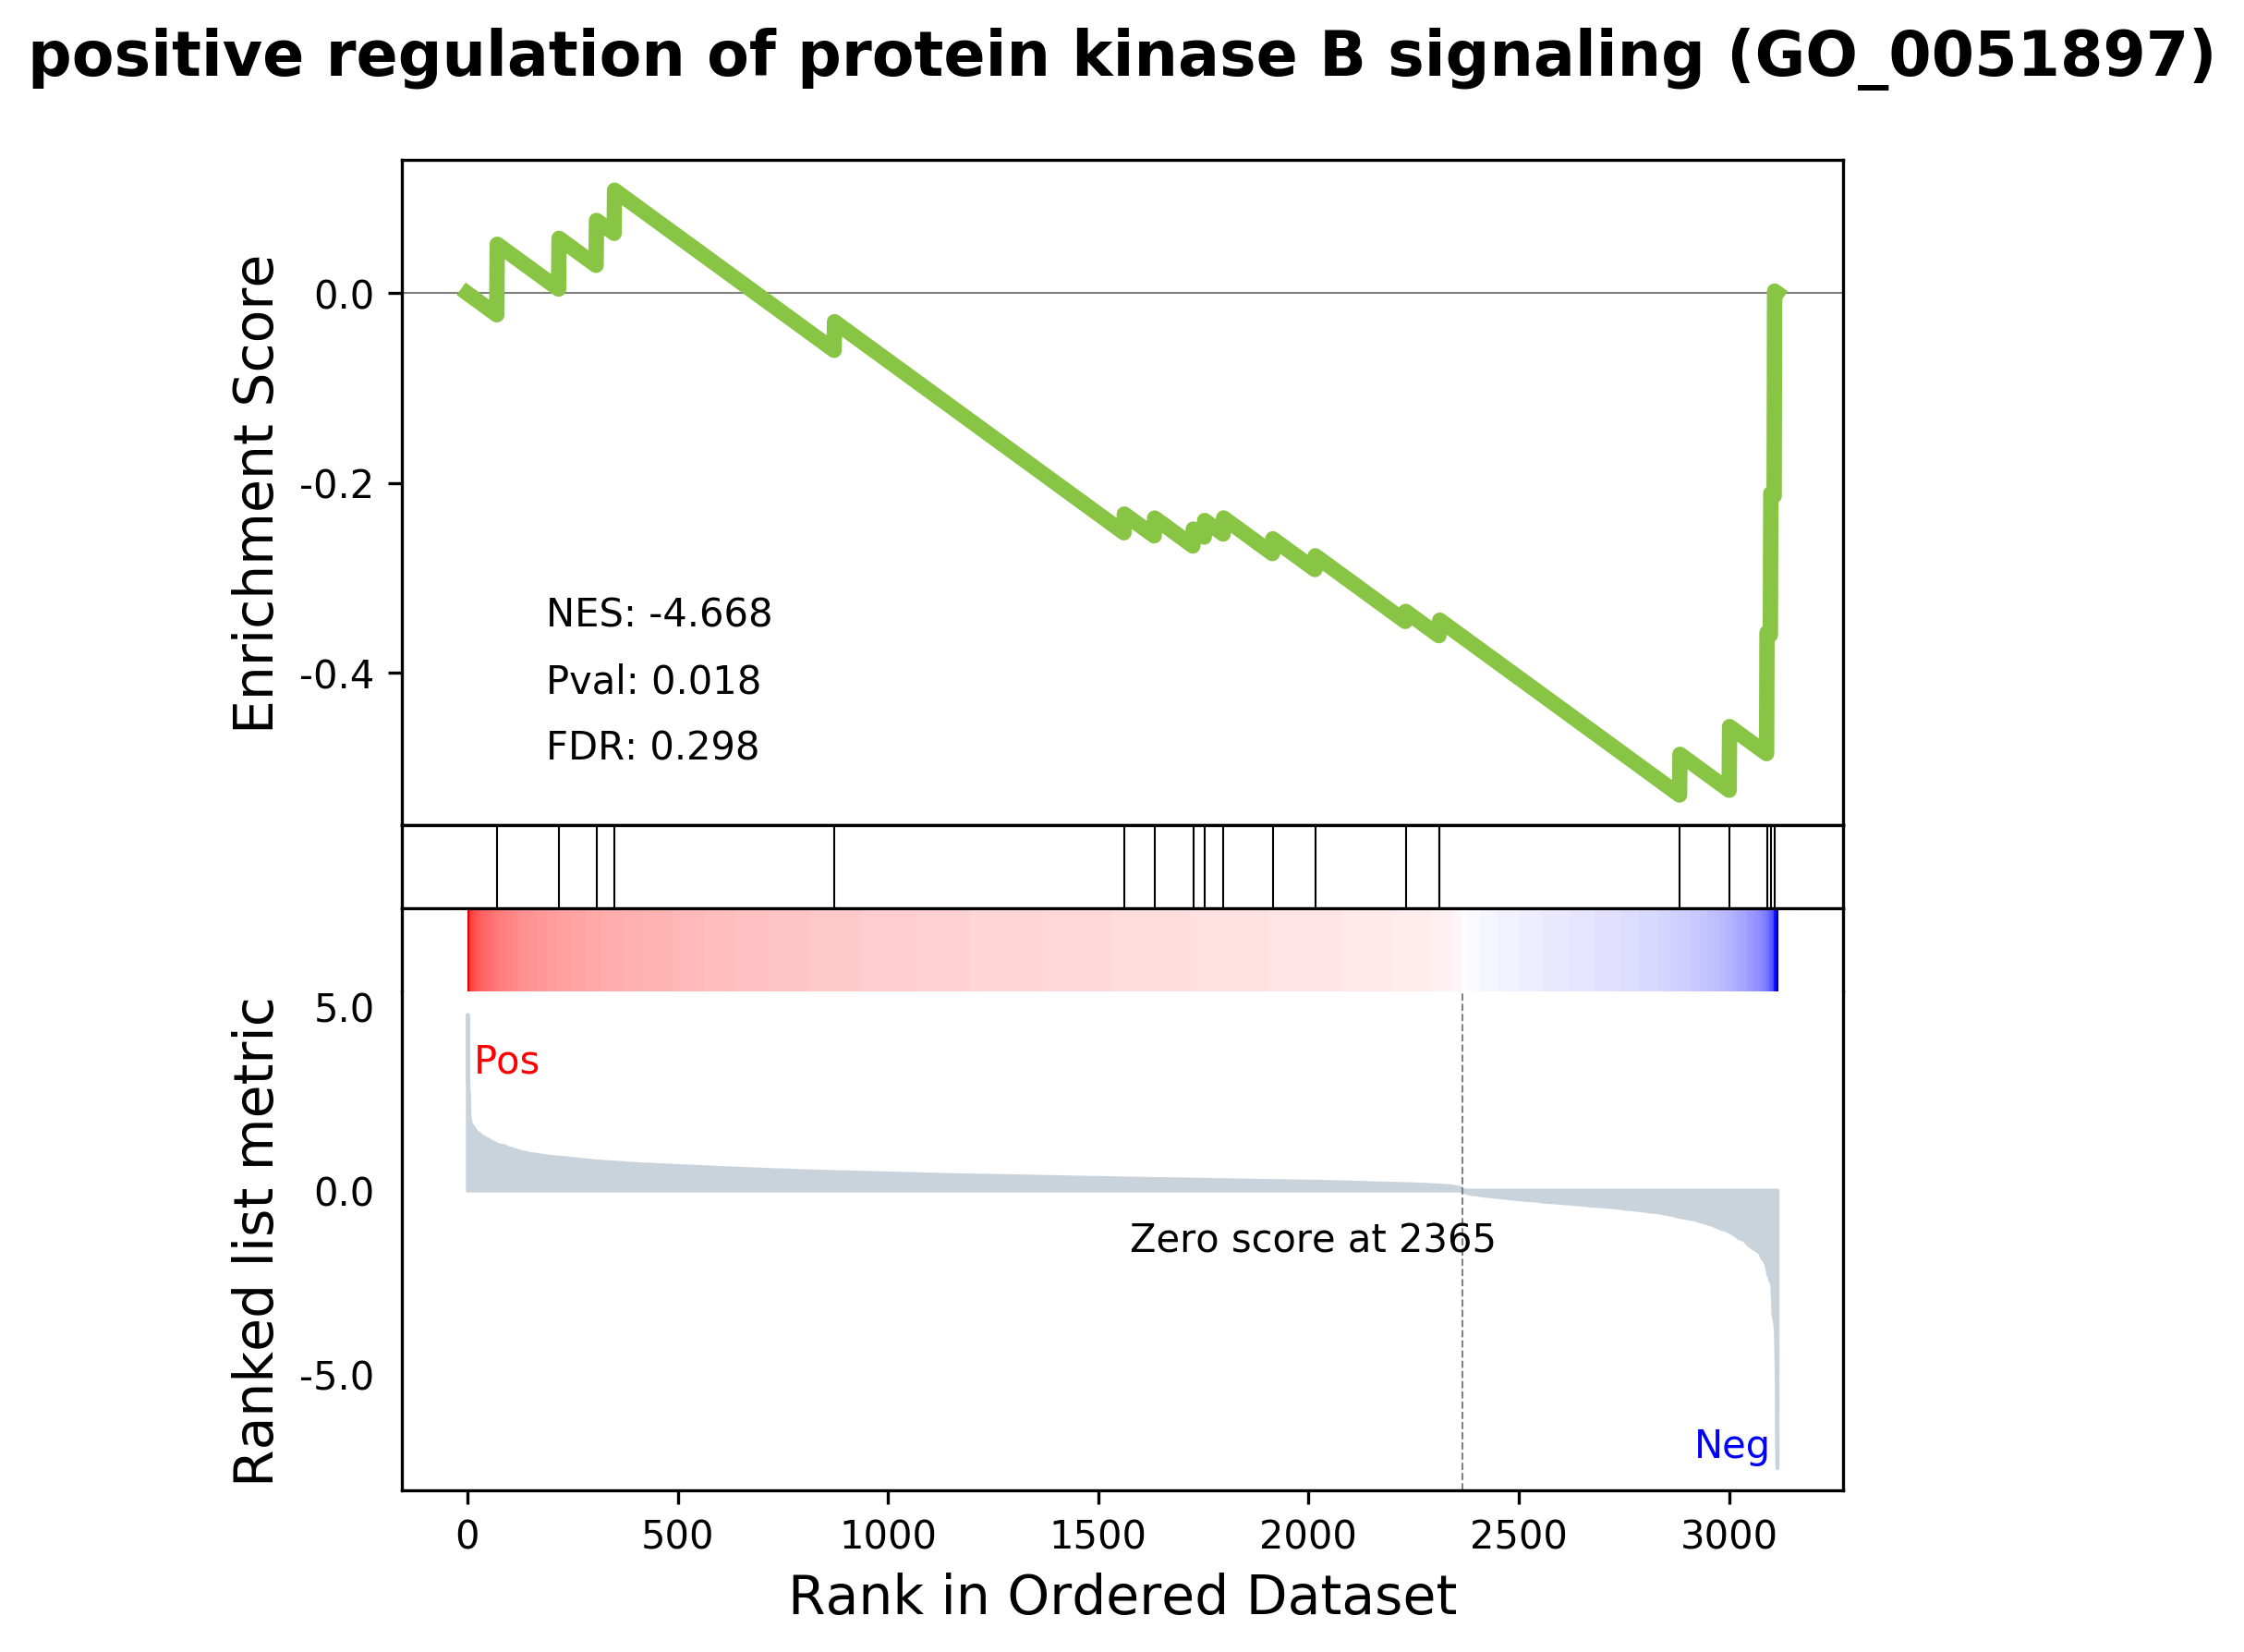 positive regulation of protein kinase B signaling (GO_0051897)
Enrichment Score
0.0
-0.2
-0.4
NES: -4.668
Pval: 0.018
FDR: 0.298
Ranked list metric
5.0
0.0
-5.0
Pos
Zero score at 2365
Neg
0 500 1000 1500 2000 2500 3000
Rank in Ordered Dataset